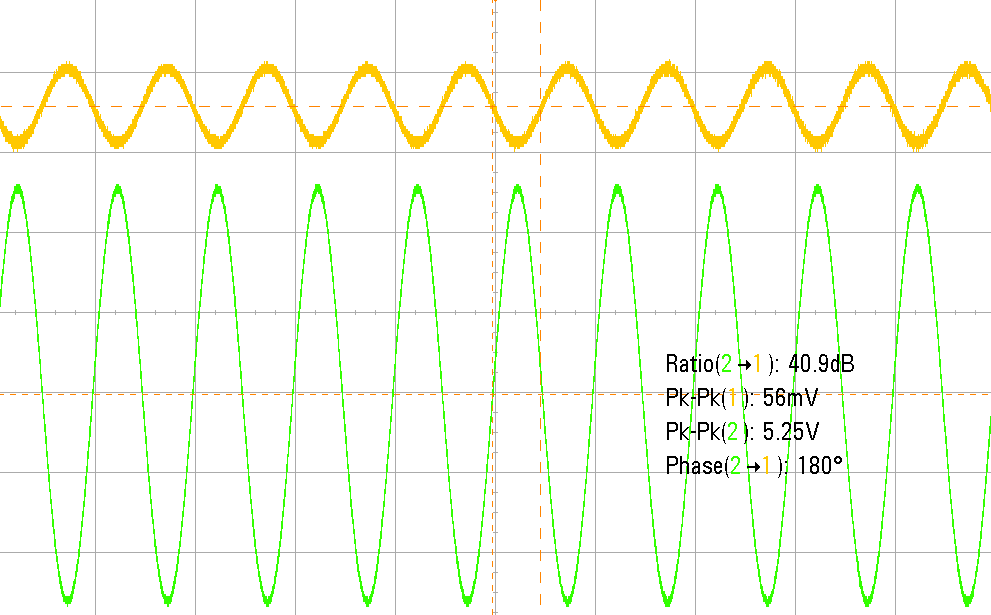 Ratio(2→1): 40.9dB
Pk-Pk(1): 56mV
Pk-Pk(2): 5.25V
Phase(2→1): 180°